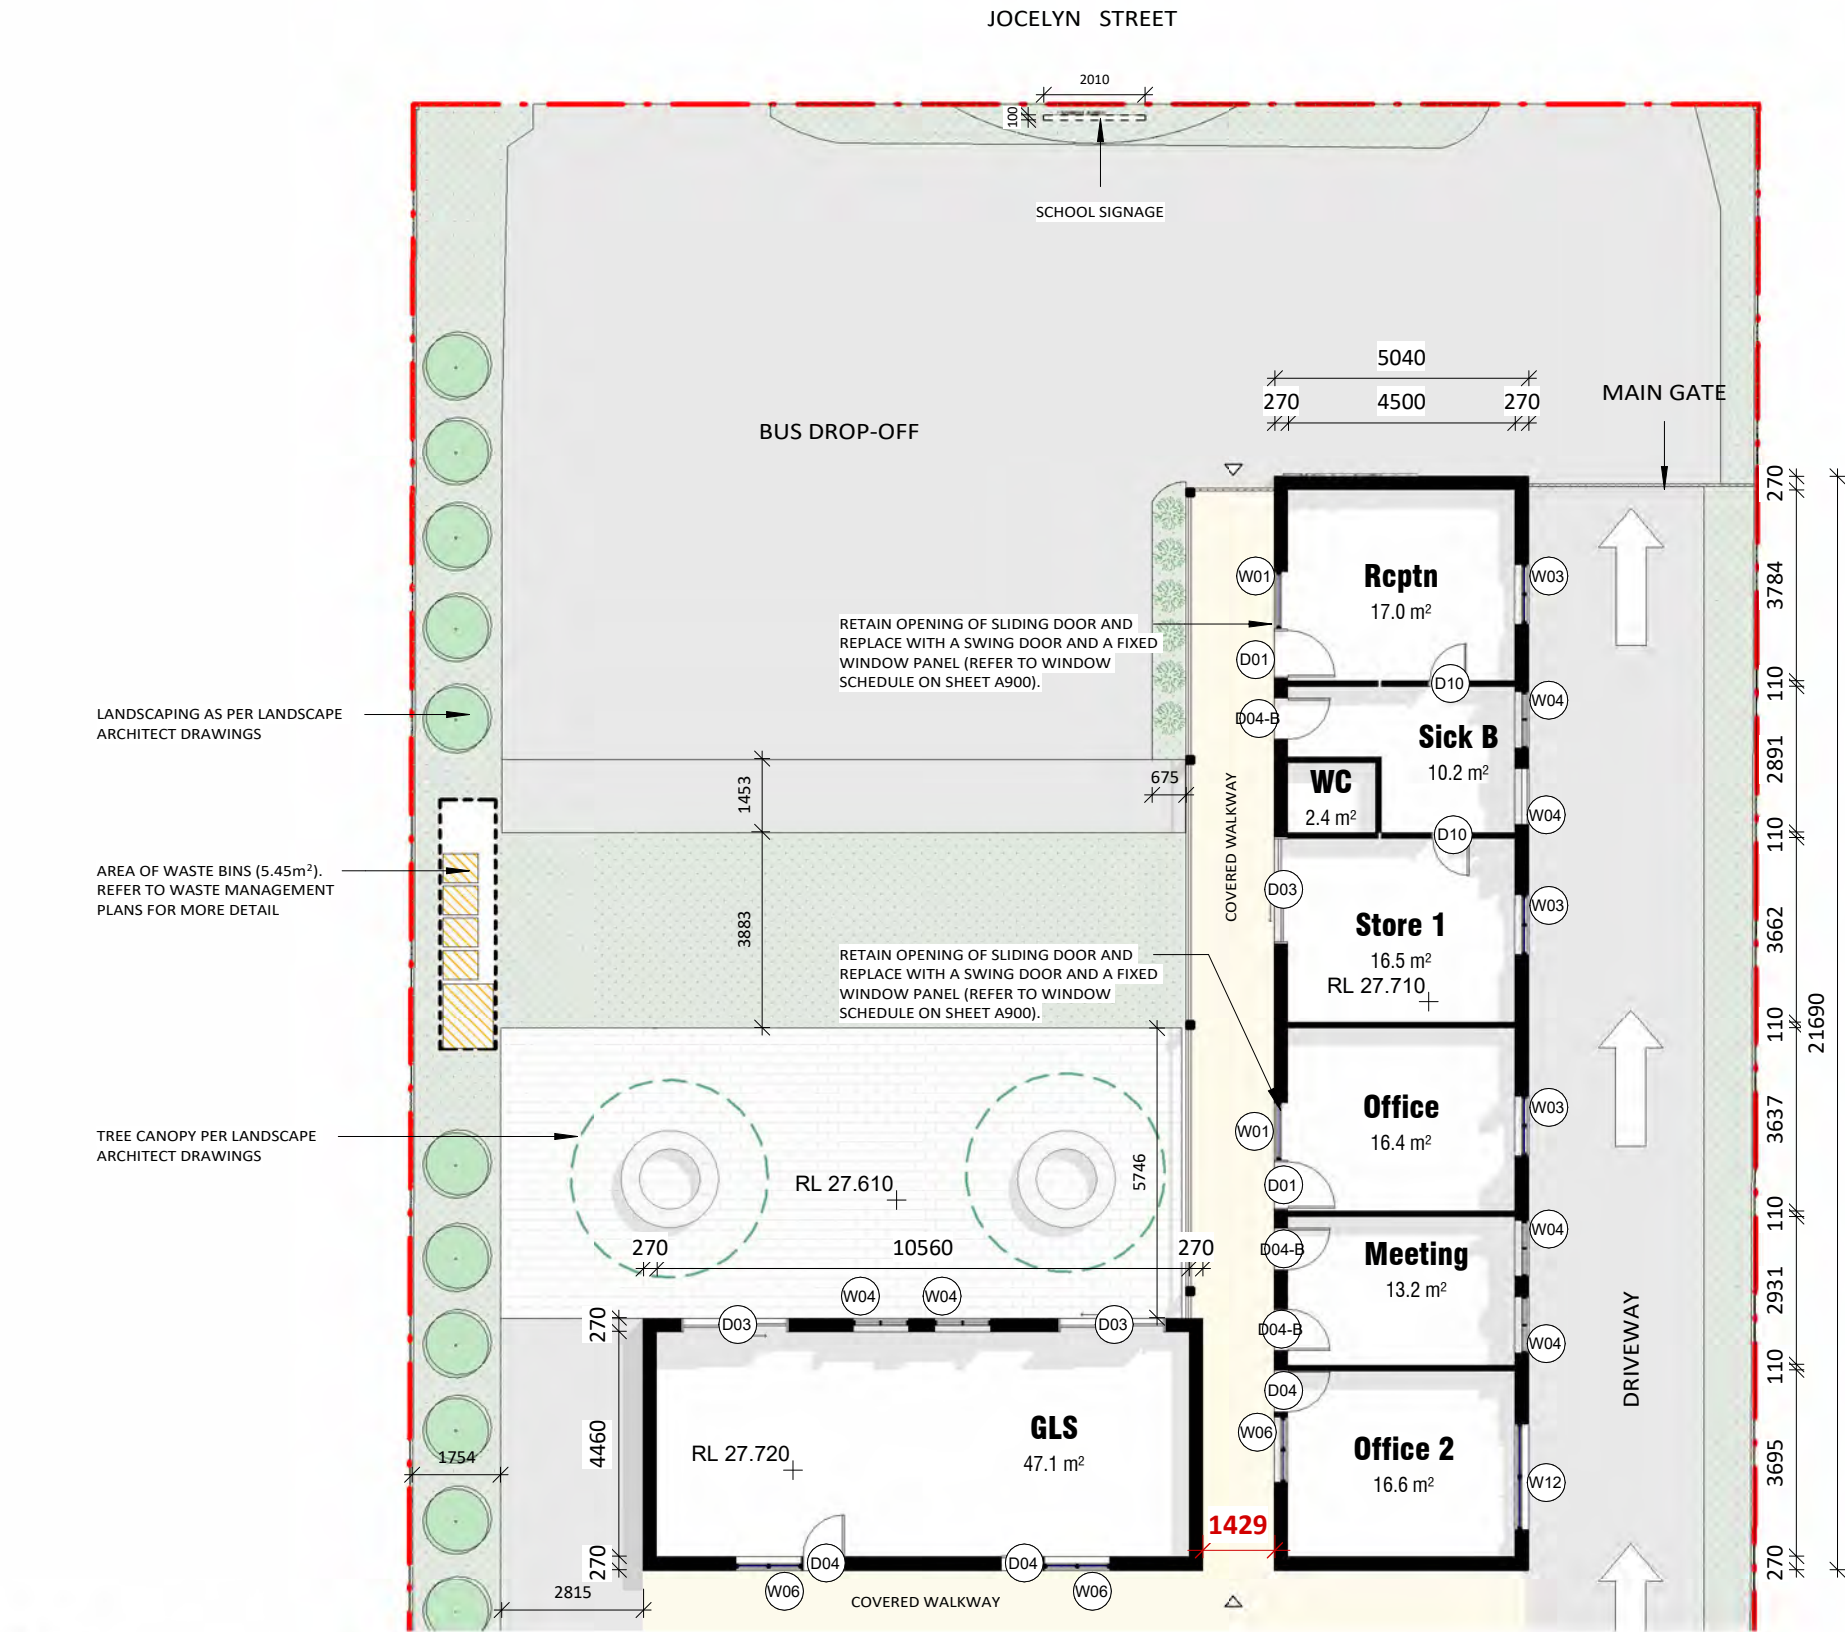 JOCELYN STREET
2010
100
SCHOOL SIGNAGE
5040
270 4500 270
MAIN GATE
BUS DROP-OFF
270
3784
110
2891
110
3662
110
3637
110
2931
110
3695
270
21690
W01
Rcptn
17.0 m²
W03
RETAIN OPENING OF SLIDING DOOR AND
REPLACE WITH A SWING DOOR AND A FIXED
WINDOW PANEL (REFER TO WINDOW
SCHEDULE ON SHEET A900).
D01
D10
W04
D04-B
LANDSCAPING AS PER LANDSCAPE
ARCHITECT DRAWINGS
Sick B
10.2 m²
WC
2.4 m²
W04
D10
675
1453
COVERED WALKWAY
AREA OF WASTE BINS (5.45m²).
REFER TO WASTE MANAGEMENT
PLANS FOR MORE DETAIL
3883
D03
W03
Store 1
16.5 m²
RL 27.710
RETAIN OPENING OF SLIDING DOOR AND
REPLACE WITH A SWING DOOR AND A FIXED
WINDOW PANEL (REFER TO WINDOW
SCHEDULE ON SHEET A900).
Office
16.4 m²
W03
W01
D01
TREE CANOPY PER LANDSCAPE
ARCHITECT DRAWINGS
RL 27.610
5746
270 10560 270
D04-B
Meeting
13.2 m²
W04
D04-B
W04
W04 W04
D03 D03
270
4460
270
D04
W06
Office 2
16.6 m²
W12
DRIVEWAY
GLS
47.1 m²
RL 27.720
1754
1429
D04 D04
W06 W06
2815
COVERED WALKWAY